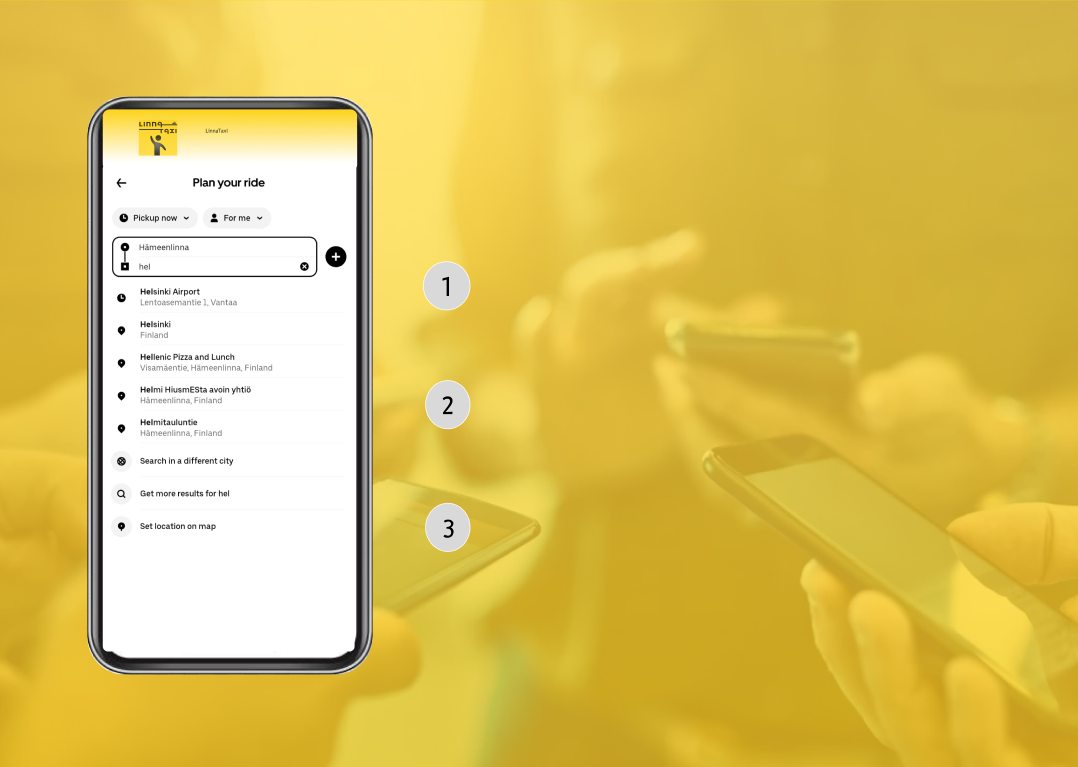 LINNA
TAXI
LinnaTaxi
Plan your ride
Pickup now
For me
Hämeenlinna
hel
Helsinki Airport
Lentoasemantie 1, Vantaa
Helsinki
Finland
Hellenic Pizza and Lunch
Visamäentie, Hämeenlinna, Finland
Helmi HiusmESta avoin yhtiö
Hämeenlinna, Finland
Helmitauluntie
Hämeenlinna, Finland
Search in a different city
Get more results for hel
Set location on map
1
2
3